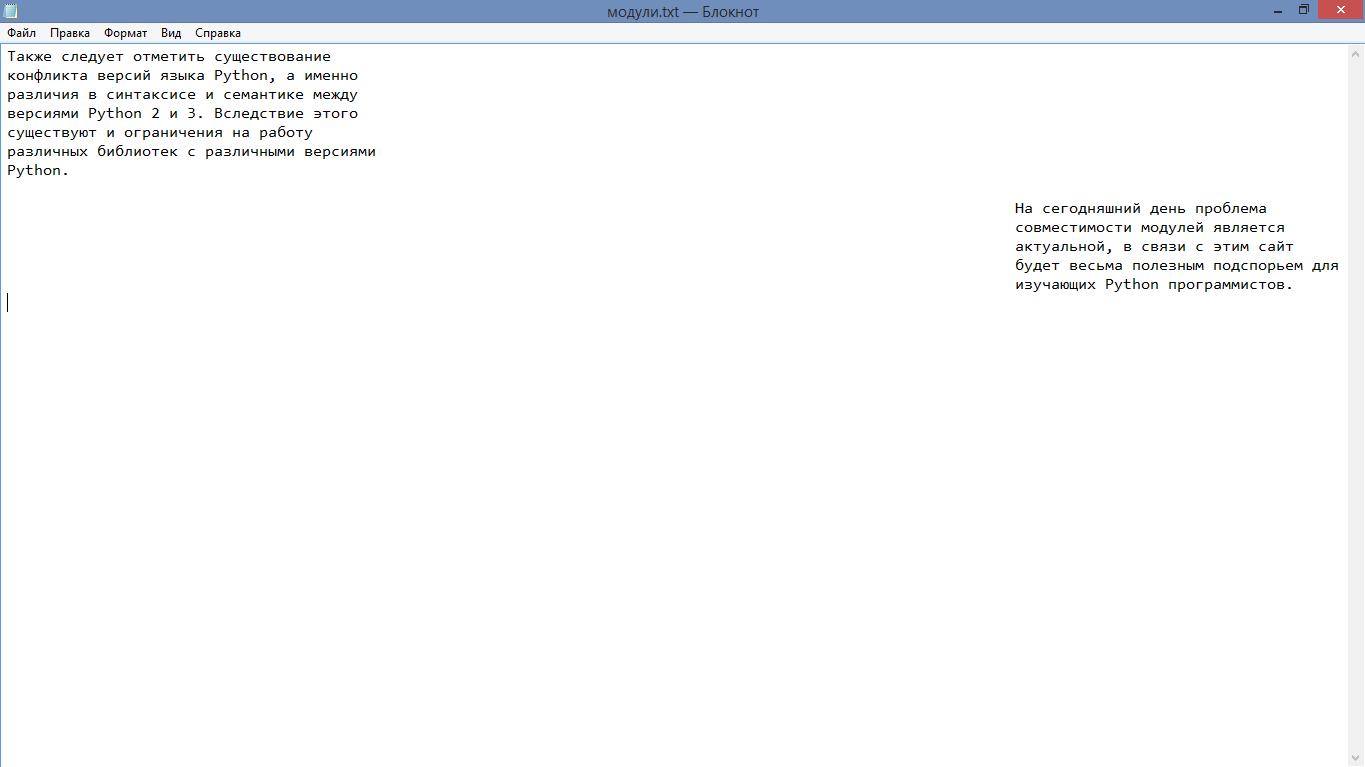 модули.txt — Блокнот
Файл Правка Формат Вид Справка
Также следует отметить существование
конфликта версий языка Python, а именно
различия в синтаксисе и семантике между
версиями Python 2 и 3. Вследствие этого
существуют и ограничения на работу
различных библиотек с различными версиями
Python.
На сегодняшний день проблема
совместимости модулей является
актуальной, в связи с этим сайт
будет весьма полезным подспорьем для
изучающих Python программистов.